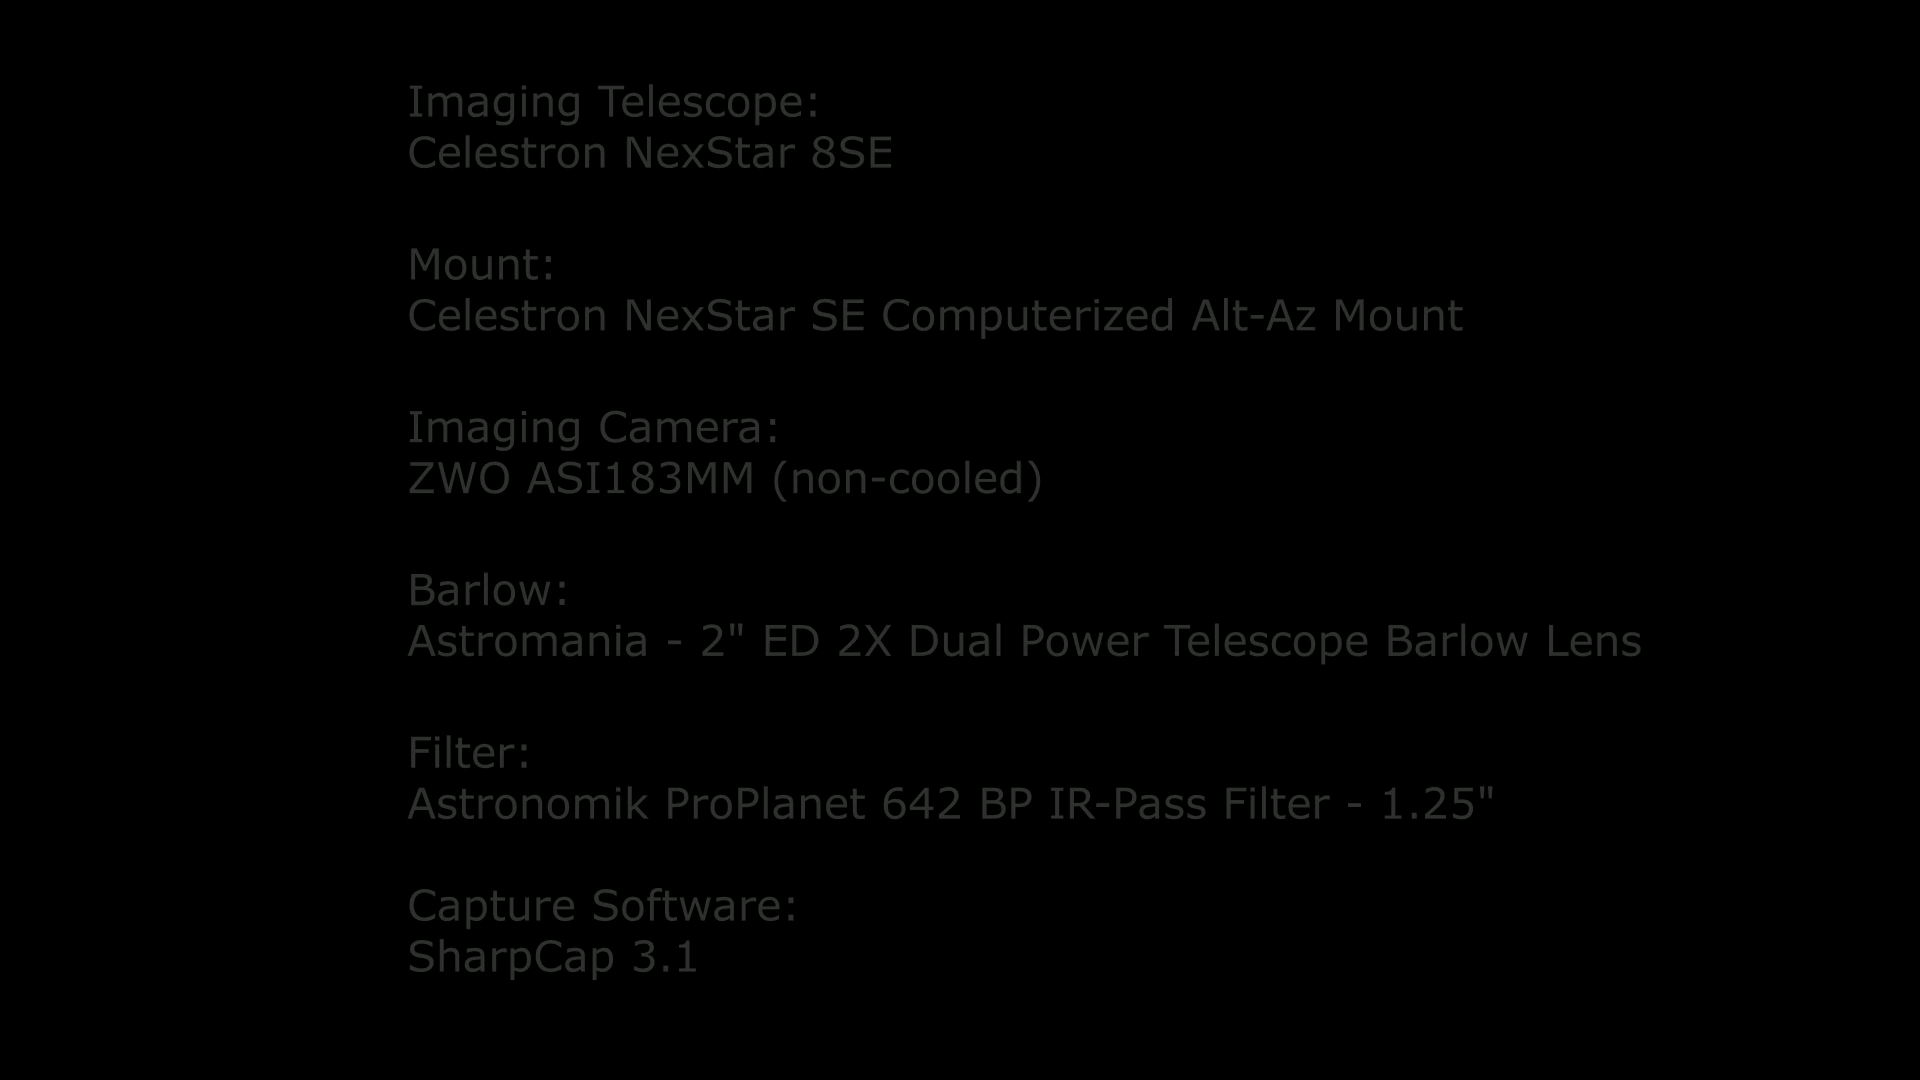 Imaging Telescope:
Celestron NexStar 8SE
Mount:
Celestron NexStar SE Computerized Alt-Az Mount
Imaging Camera:
ZWO ASI183MM (non-cooled)
Barlow:
Astromania - 2" ED 2X Dual Power Telescope Barlow Lens
Filter:
Astronomik ProPlanet 642 BP IR-Pass Filter - 1.25"
Capture Software:
SharpCap 3.1